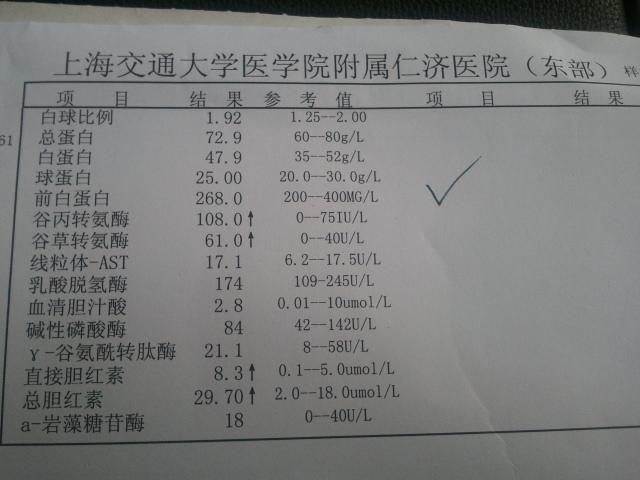 上海交通大学医学院附属仁济医院（东部） 样
项 目 结 果 参 考 值 项 目 结 果
白球比例 1.92 1.25--2.00
61 总蛋白 72.9 60--80g/L
白蛋白 47.9 35--52g/L
球蛋白 25.00 20.0--30.0g/L
前白蛋白 268.0 200--400MG/L
谷丙转氨酶 108.0↑ 0--75IU/L
谷草转氨酶 61.0↑ 0--40U/L
线粒体-AST 17.1 6.2--17.5U/L
乳酸脱氢酶 174 109-245U/L
血清胆汁酸 2.8 0.01--10umol/L
碱性磷酸酶 84 42--142U/L
γ-谷氨酰转肽酶 21.1 8--58U/L
直接胆红素 8.3↑ 0.1--5.0umol/L
总胆红素 29.70↑ 2.0--18.0umol/L
a-岩藻糖苷酶 18 0--40U/L